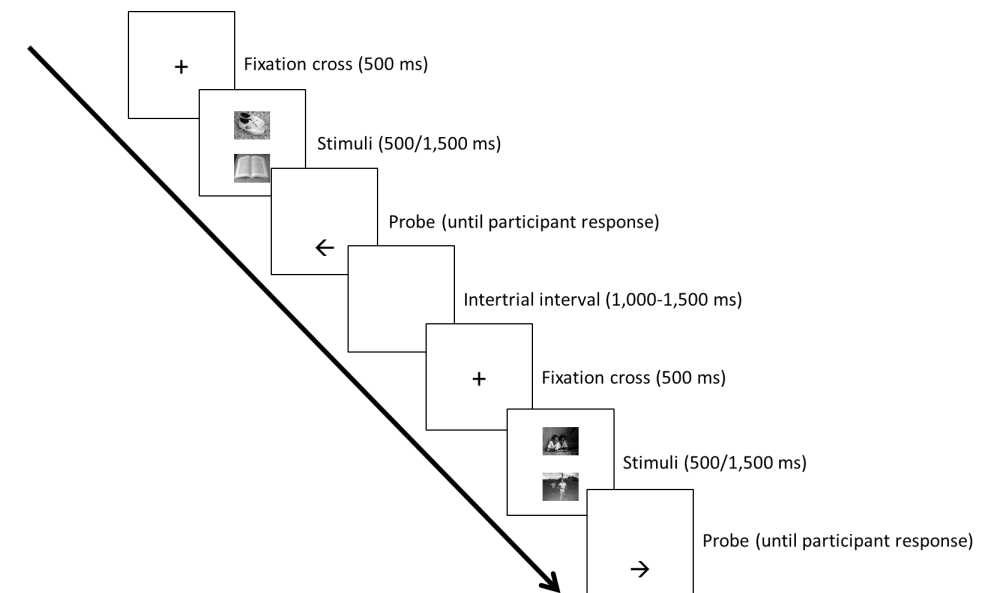 Fixation cross (500 ms)
Stimuli (500/1,500 ms)
Probe (until participant response)
Intertrial interval (1,000-1,500 ms)
Fixation cross (500 ms)
Stimuli (500/1,500 ms)
Probe (until participant response)